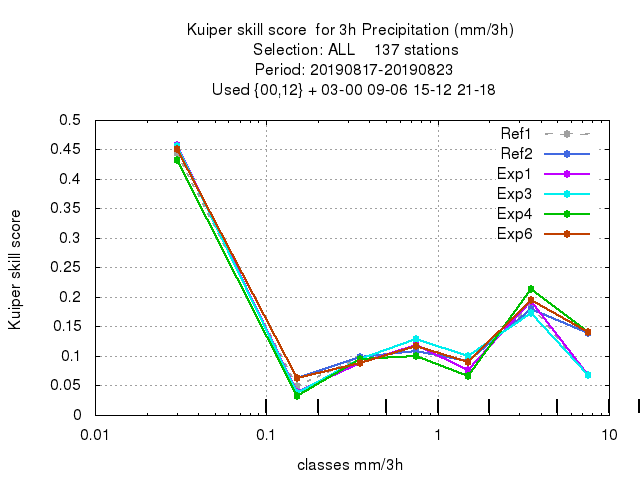 Kuiper skill score  for 3h Precipitation (mm/3h)
Selection: ALL    137 stations
Period: 20190817-20190823
Used {00,12} + 03-00 09-06 15-12 21-18
0.5
0.45
0.4
0.35
0.3
0.25
0.2
0.15
0.1
0.05
0
Kuiper skill score
Ref1
Ref2
Exp1
Exp3
Exp4
Exp6
0.01 0.1 1 10
classes mm/3h